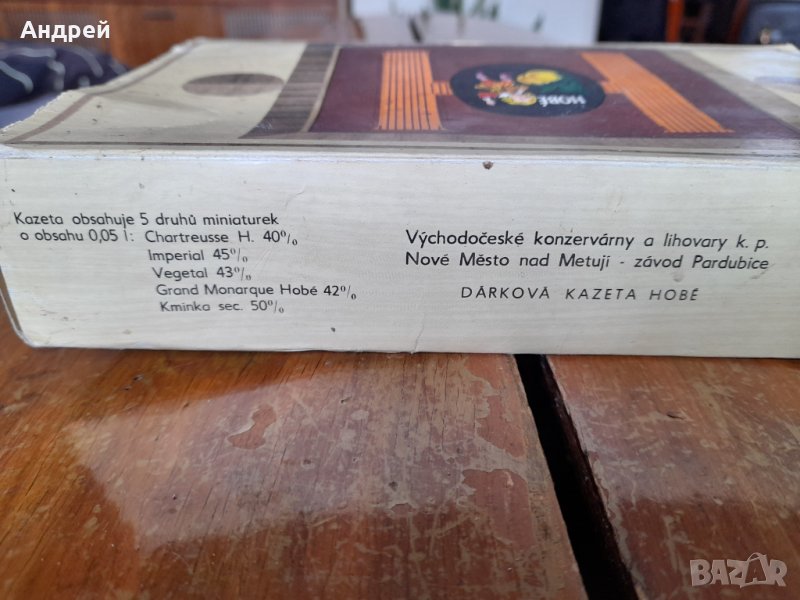 Андрей
HOBÉ
Kazeta obsahuje 5 druhů miniaturek
o obsahu 0,05 l: Chartreusse H. 40%
Imperial 45%
Vegetal 43%
Grand Monarque Hobé 42%
Kminka sec. 50%
Východočeské konzervárny a lihovary k. p.
Nové Město nad Metují - závod Pardubice
DÁRKOVÁ KAZETA HOBÉ
BAZAR